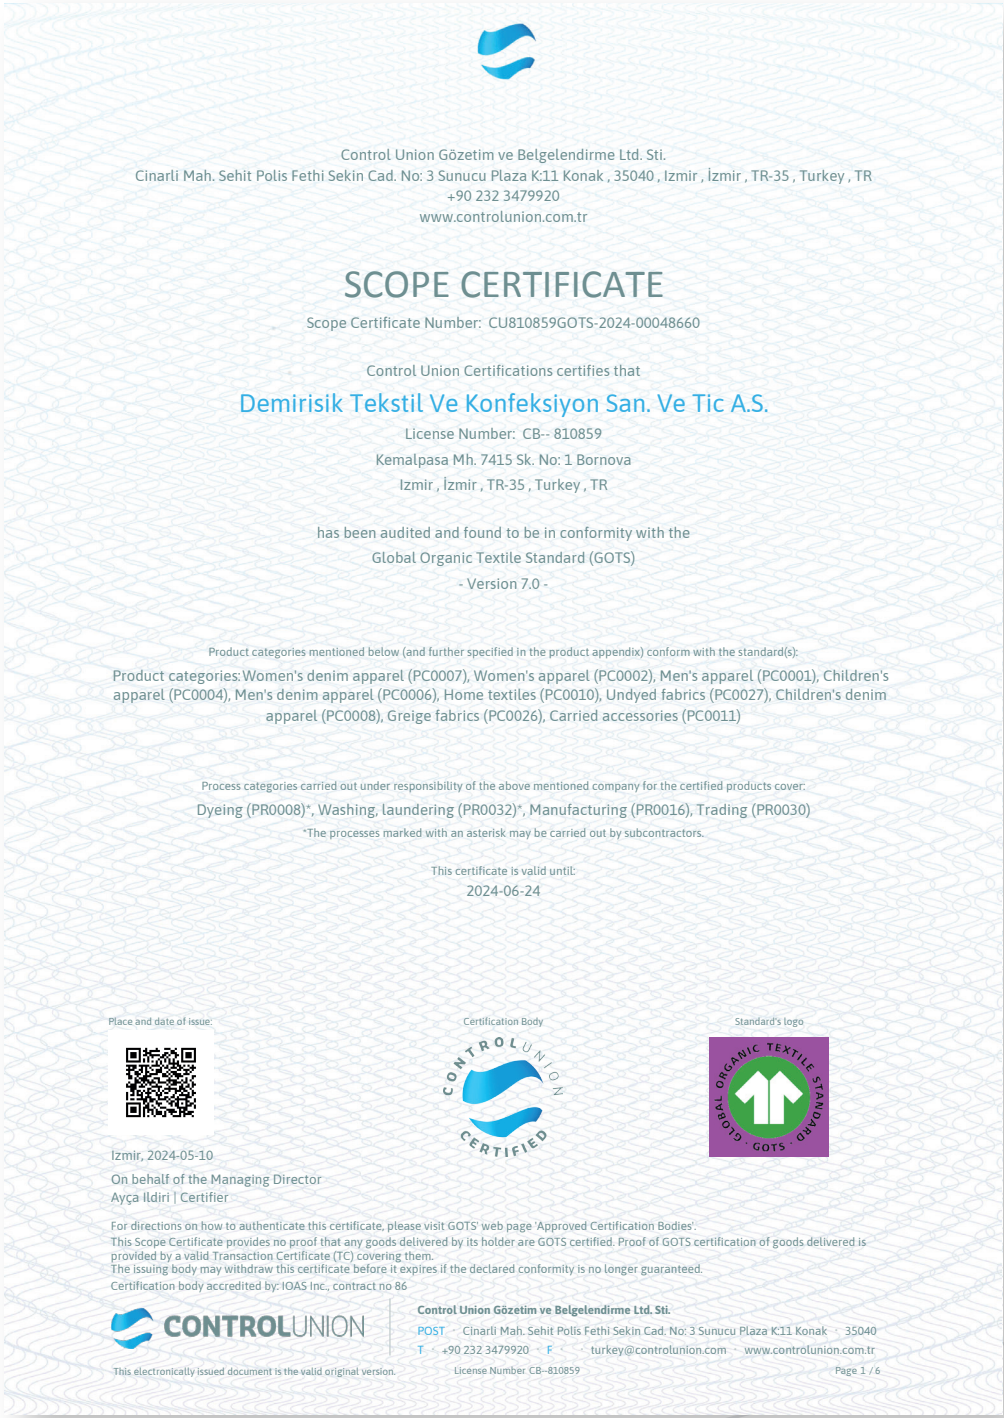 Control Union Gözetim ve Belgelendirme Ltd. Sti.
Cinarli Mah. Sehit Polis Fethi Sekin Cad. No: 3 Sunucu Plaza K:11 Konak , 35040 , Izmir , İzmir , TR-35 , Turkey , TR
+90 232 3479920
www.controlunion.com.tr
SCOPE CERTIFICATE
Scope Certificate Number: CU810859GOTS-2024-00048660
Control Union Certifications certifies that
Demirisik Tekstil Ve Konfeksiyon San. Ve Tic A.S.
License Number: CB-- 810859
Kemalpasa Mh. 7415 Sk. No: 1 Bornova
Izmir , İzmir , TR-35 , Turkey , TR
has been audited and found to be in conformity with the
Global Organic Textile Standard (GOTS)
- Version 7.0 -
Product categories mentioned below (and further specified in the product appendix) conform with the standard(s):
Product categories:Women's denim apparel (PC0007), Women's apparel (PC0002), Men's apparel (PC0001), Children's
apparel (PC0004), Men's denim apparel (PC0006), Home textiles (PC0010), Undyed fabrics (PC0027), Children's denim
apparel (PC0008), Greige fabrics (PC0026), Carried accessories (PC0011)
Process categories carried out under responsibility of the above mentioned company for the certified products cover:
Dyeing (PR0008)*, Washing, laundering (PR0032)*, Manufacturing (PR0016), Trading (PR0030)
*The processes marked with an asterisk may be carried out by subcontractors.
This certificate is valid until:
2024-06-24
Place and date of issue:
Certification Body
Standard's logo
CONTROLUNION
CERTIFIED
GLOBAL ORGANIC TEXTILE STANDARD
· GOTS ·
Izmir, 2024-05-10
On behalf of the Managing Director
Ayça Ildiri | Certifier
For directions on how to authenticate this certificate, please visit GOTS' web page 'Approved Certification Bodies'.
This Scope Certificate provides no proof that any goods delivered by its holder are GOTS certified. Proof of GOTS certification of goods delivered is
provided by a valid Transaction Certificate (TC) covering them.
The issuing body may withdraw this certificate before it expires if the declared conformity is no longer guaranteed.
Certification body accredited by: IOAS Inc., contract no 86
CONTROLUNION
Control Union Gözetim ve Belgelendirme Ltd. Sti.
POST · Cinarli Mah. Sehit Polis Fethi Sekin Cad. No: 3 Sunucu Plaza K:11 Konak · 35040
T · +90 232 3479920 F · · turkey@controlunion.com · www.controlunion.com.tr
This electronically issued document is the valid original version.
License Number CB--810859
Page 1 / 6